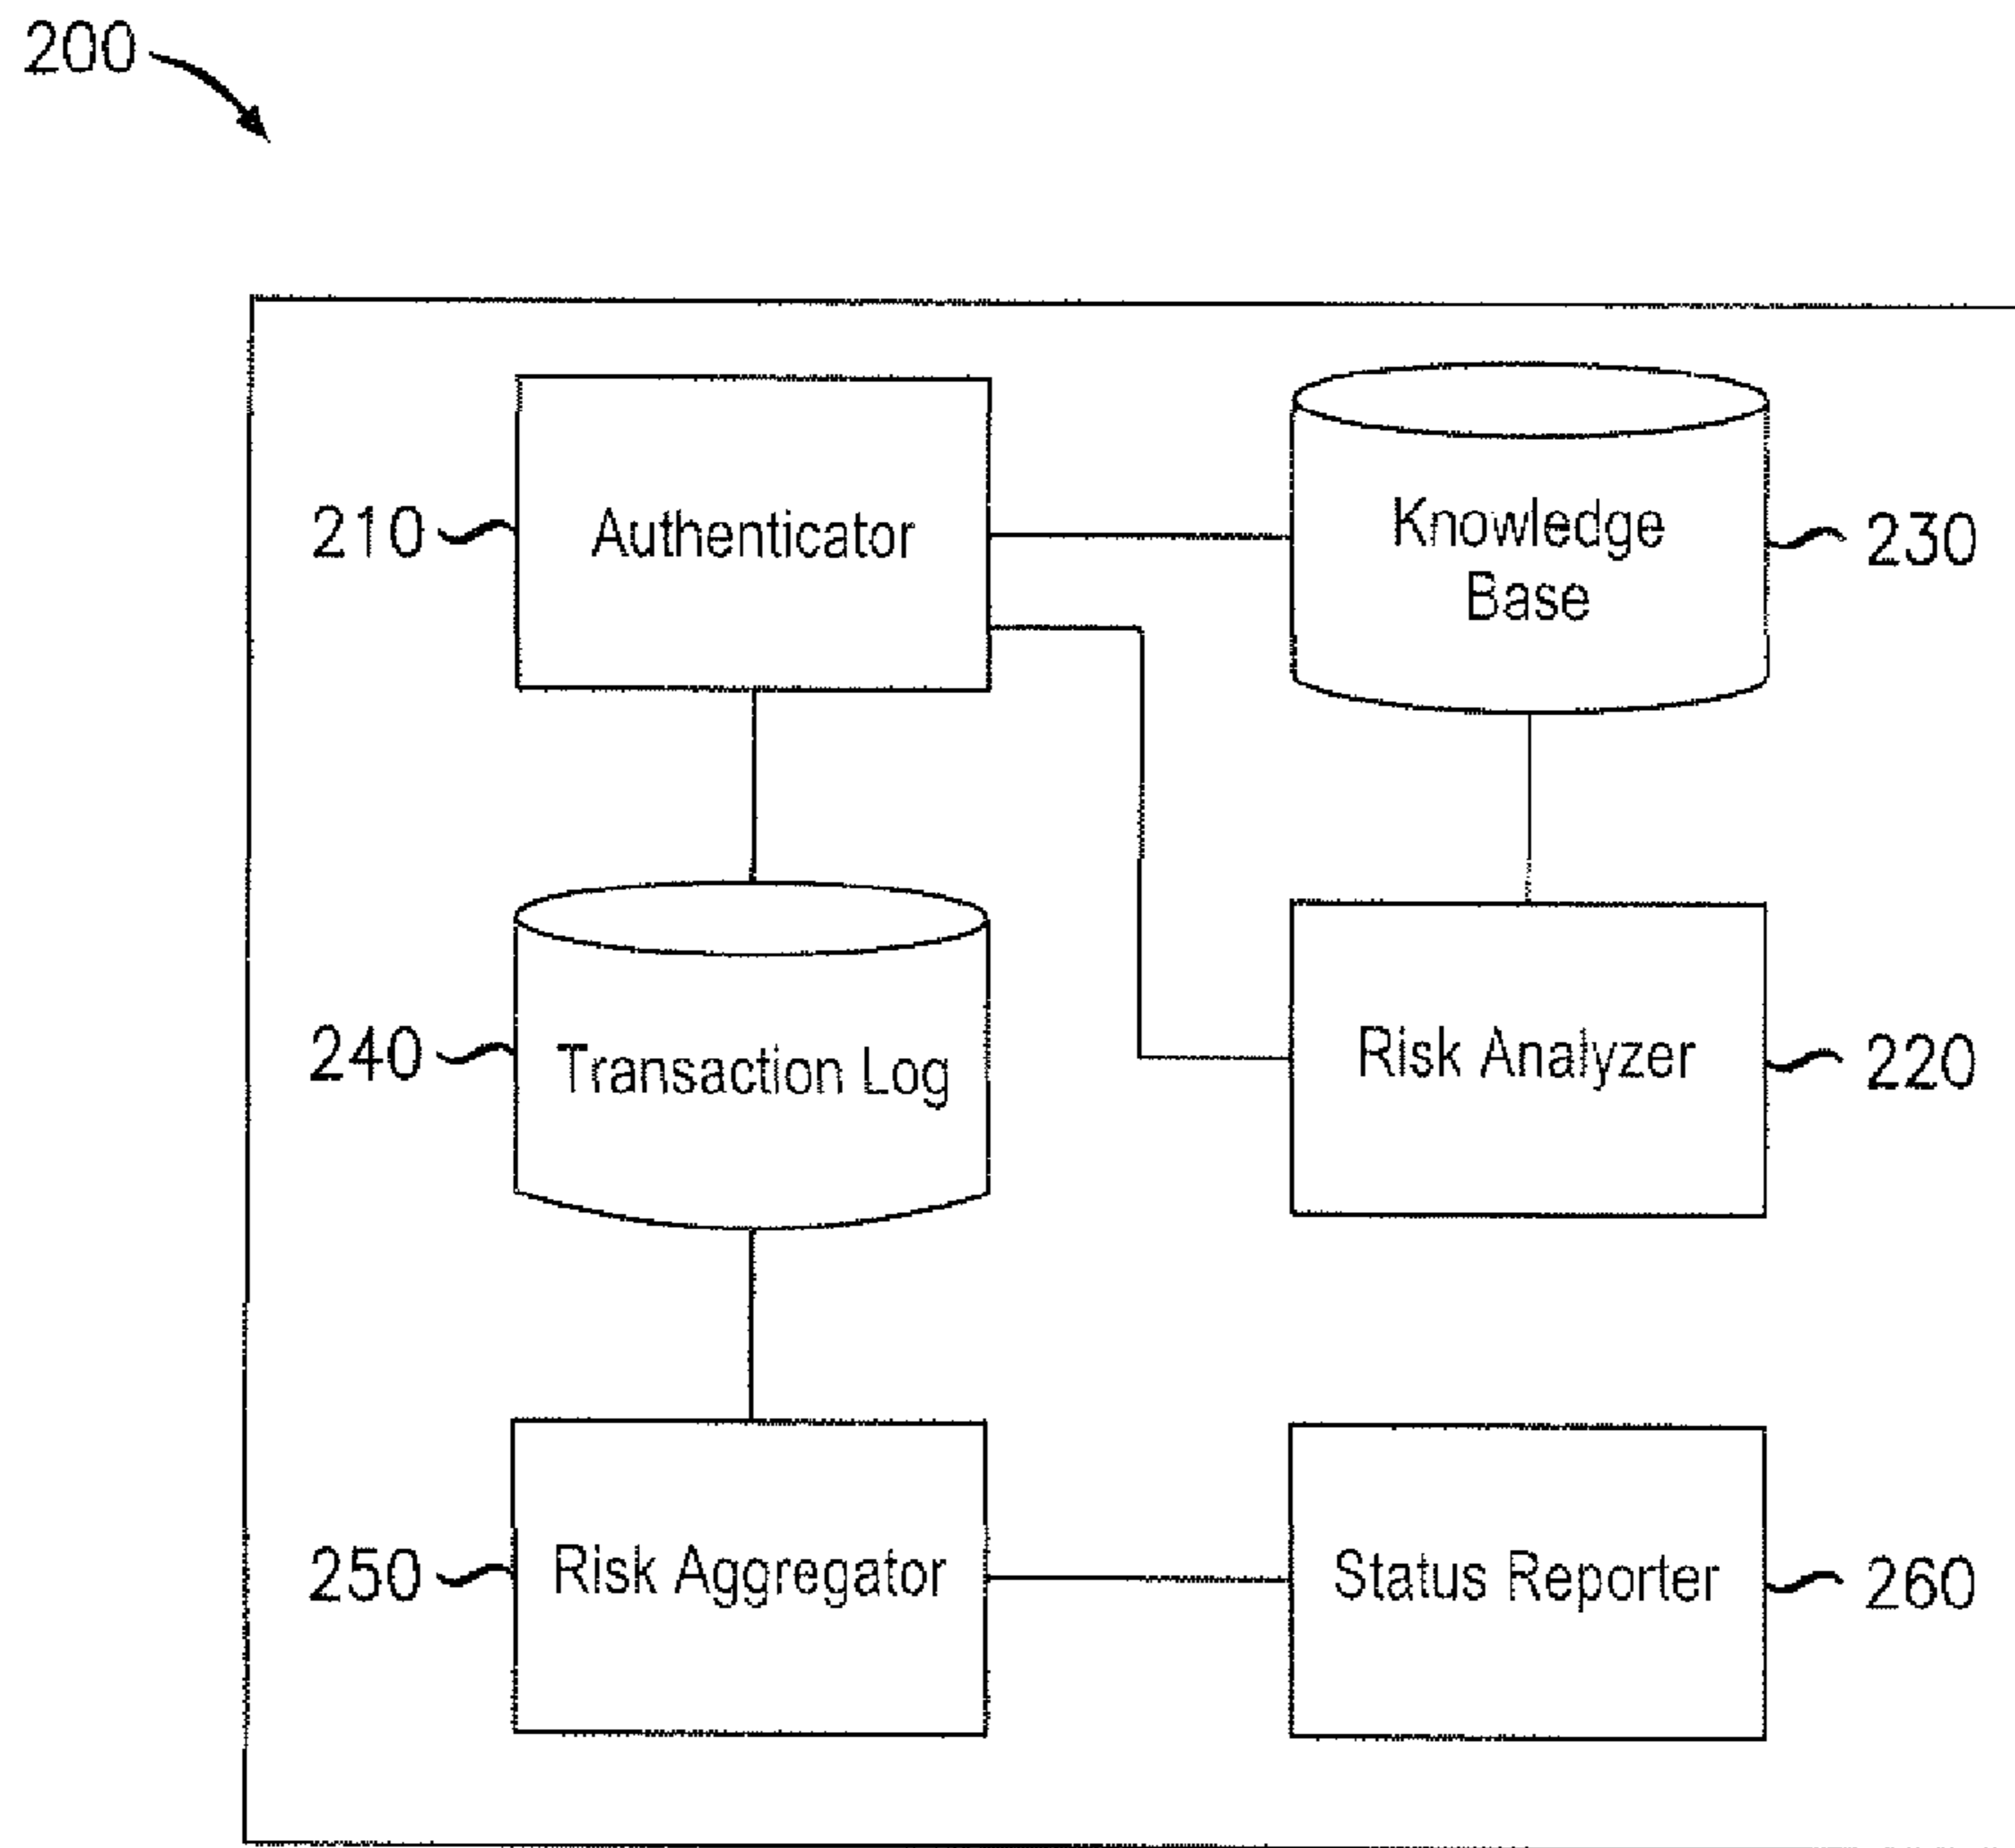 200
210
Authenticator
Knowledge
Base
230
240
Transaction Log
Risk Analyzer
220
250
Risk Aggregator
Status Reporter
260